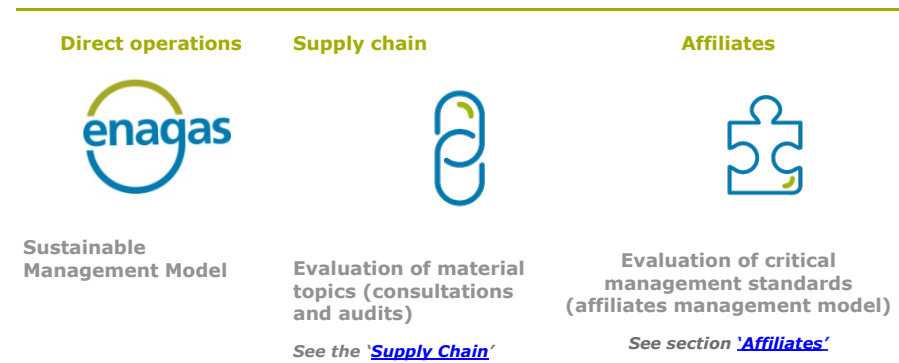 Direct operations
Supply chain
Affiliates
enagas
Sustainable
Management Model
Evaluation of material
topics (consultations
and audits)
See the ‘Supply Chain’
Evaluation of critical
management standards
(affiliates management model)
See section ‘Affiliates’